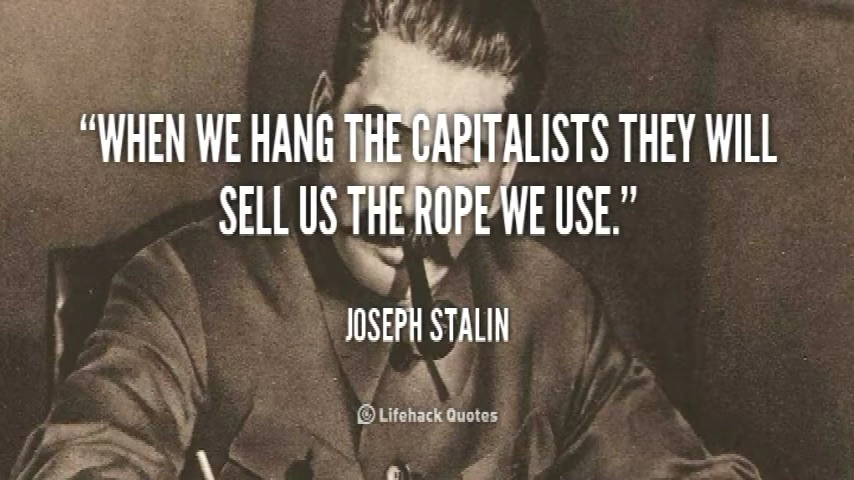 “WHEN WE HANG THE CAPITALISTS THEY WILL
SELL US THE ROPE WE USE.”
JOSEPH STALIN
Lifehack Quotes